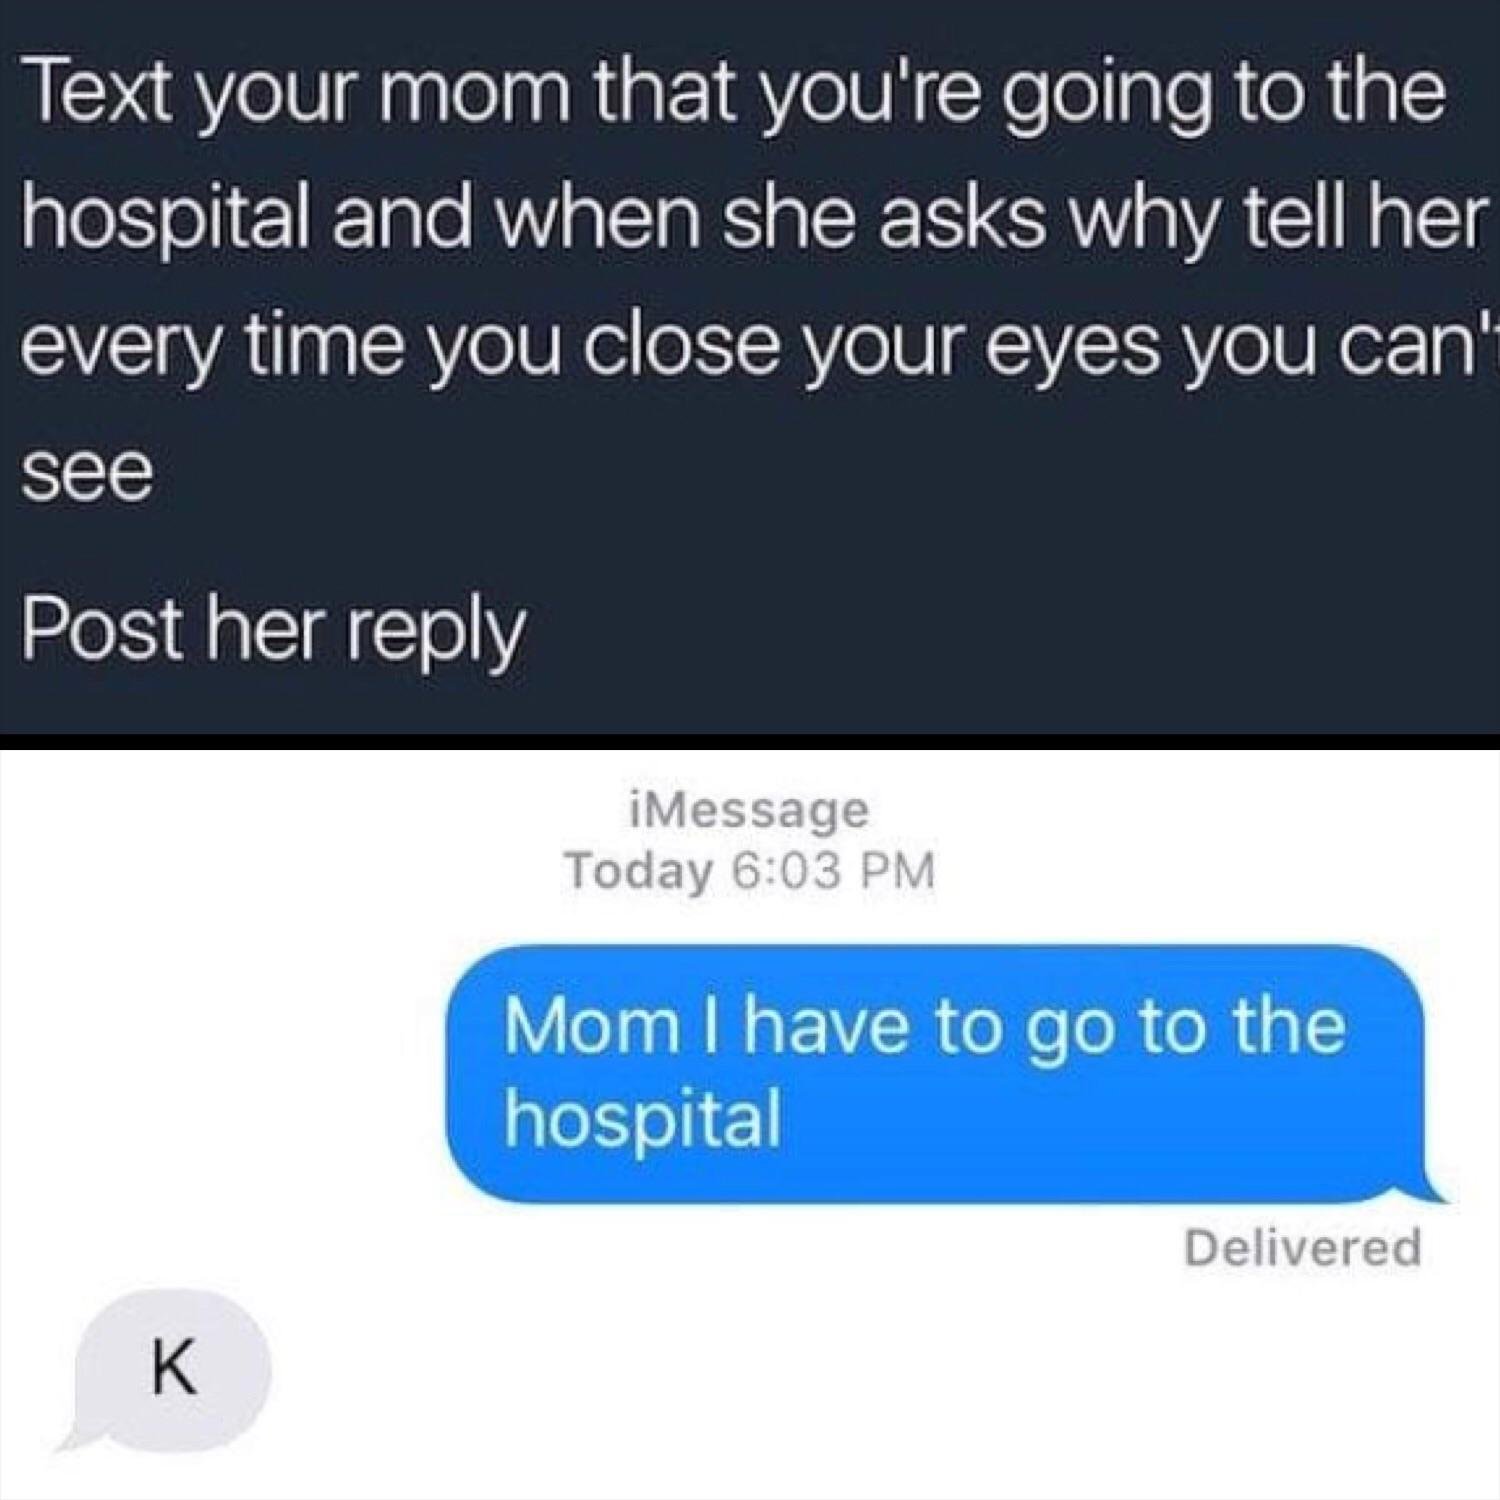 Text your mom that you're going to the
hospital and when she asks why tell her
every time you close your eyes you can't
see
Post her reply
iMessage
Today 6:03 PM
Mom I have to go to the
hospital
Delivered
K